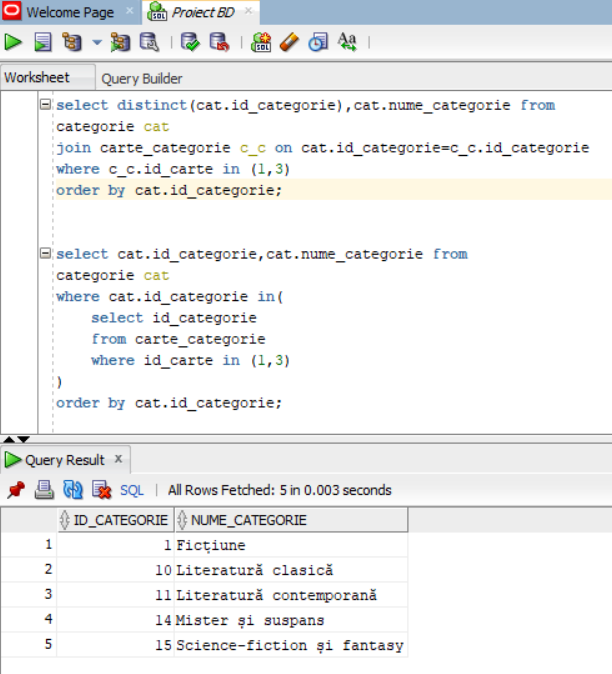 Welcome Page
Proiect BD
Worksheet Query Builder
select distinct(cat.id_categorie),cat.nume_categorie from
categorie cat
join carte_categorie c_c on cat.id_categorie=c_c.id_categorie
where c_c.id_carte in (1,3)
order by cat.id_categorie;
select cat.id_categorie,cat.nume_categorie from
categorie cat
where cat.id_categorie in(
select id_categorie
from carte_categorie
where id_carte in (1,3)
)
order by cat.id_categorie;
Query Result x
SQL | All Rows Fetched: 5 in 0.003 seconds
ID_CATEGORIE NUME_CATEGORIE
1 1 Ficțiune
2 10 Literatură clasică
3 11 Literatură contemporană
4 14 Mister și suspans
5 15 Science-fiction și fantasy